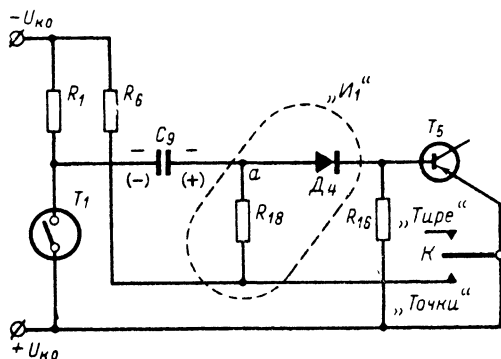 − Uко
R1
R6
„И1“
C9
− −
(−) (+)
T5
a
Д4
T1
R18
R16
„Тире“
К
„Точки“
+ Uко